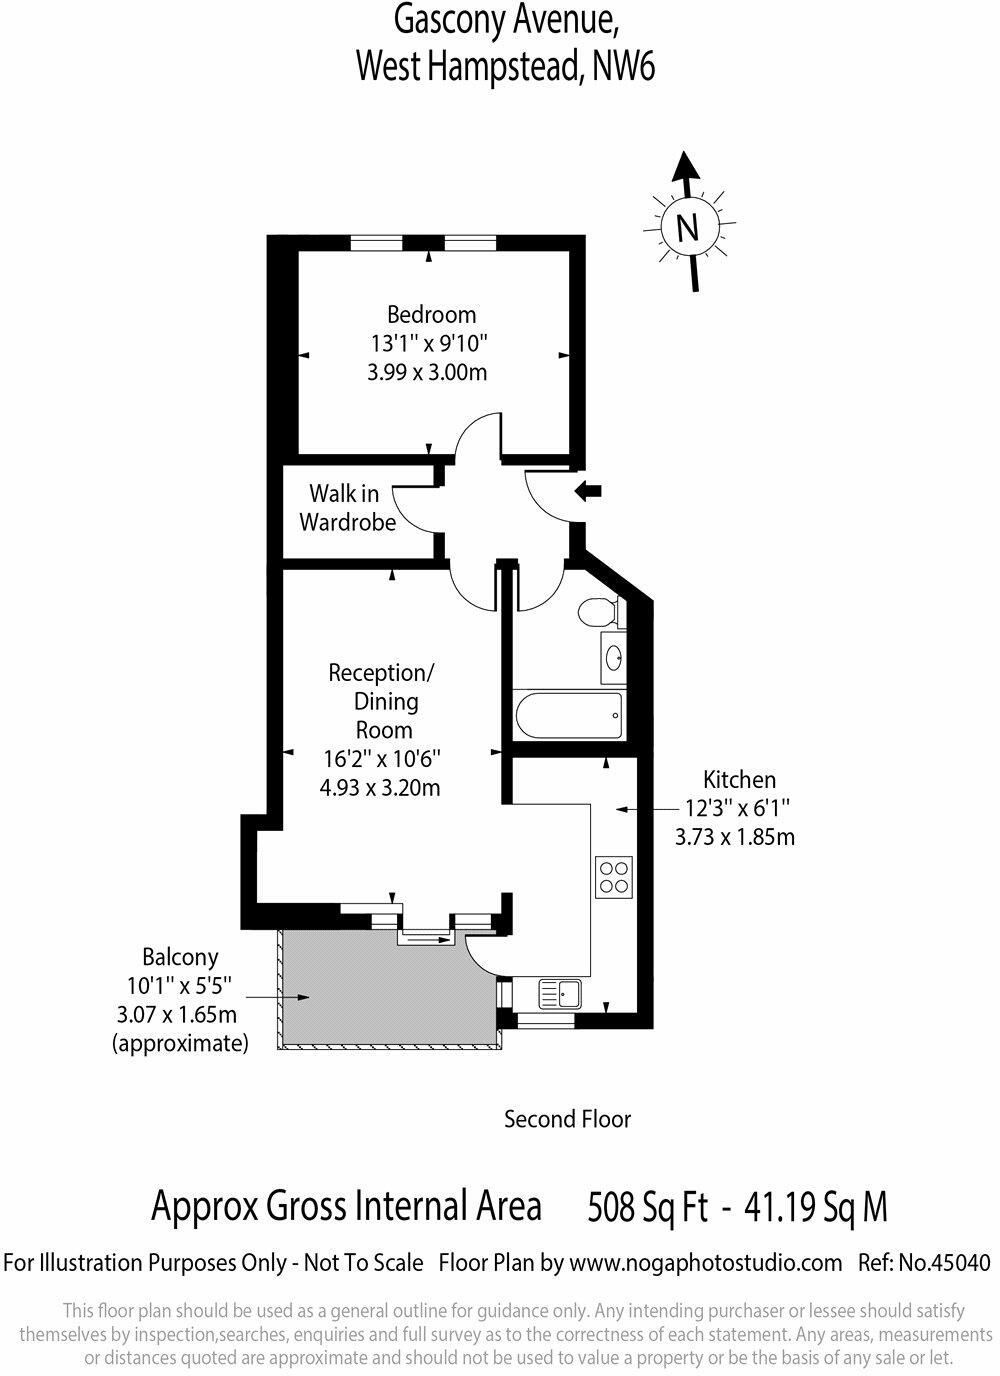 Gascony Avenue,
West Hampstead, NW6
N
Bedroom
13'1" x 9'10"
3.99 x 3.00m
Walk in
Wardrobe
Reception/
Dining
Room
16'2" x 10'6"
4.93 x 3.20m
Kitchen
12'3" x 6'1"
3.73 x 1.85m
Balcony
10'1" x 5'5"
3.07 x 1.65m
(approximate)
Second Floor
Approx Gross Internal Area 508 Sq Ft - 41.19 Sq M
For Illustration Purposes Only - Not To Scale Floor Plan by www.nogaphotostudio.com Ref: No.45040
This floor plan should be used as a general outline for guidance only. Any intending purchaser or lessee should satisfy
themselves by inspection,searches, enquiries and full survey as to the correctness of each statement. Any areas, measurements
or distances quoted are approximate and should not be used to value a property or be the basis of any sale or let.